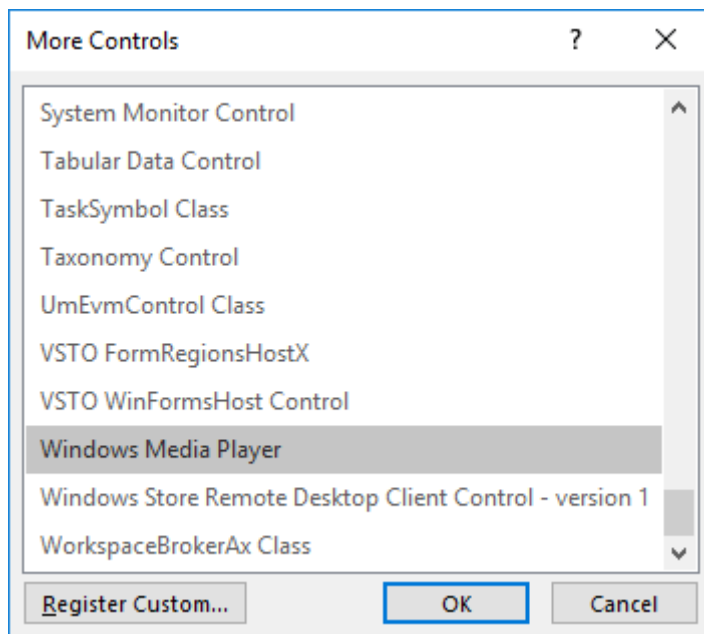 More Controls
?
System Monitor Control
Tabular Data Control
TaskSymbol Class
Taxonomy Control
UmEvmControl Class
VSTO FormRegionsHostX
VSTO WinFormsHost Control
Windows Media Player
Windows Store Remote Desktop Client Control - version 1
WorkspaceBrokerAx Class
Register Custom... OK Cancel